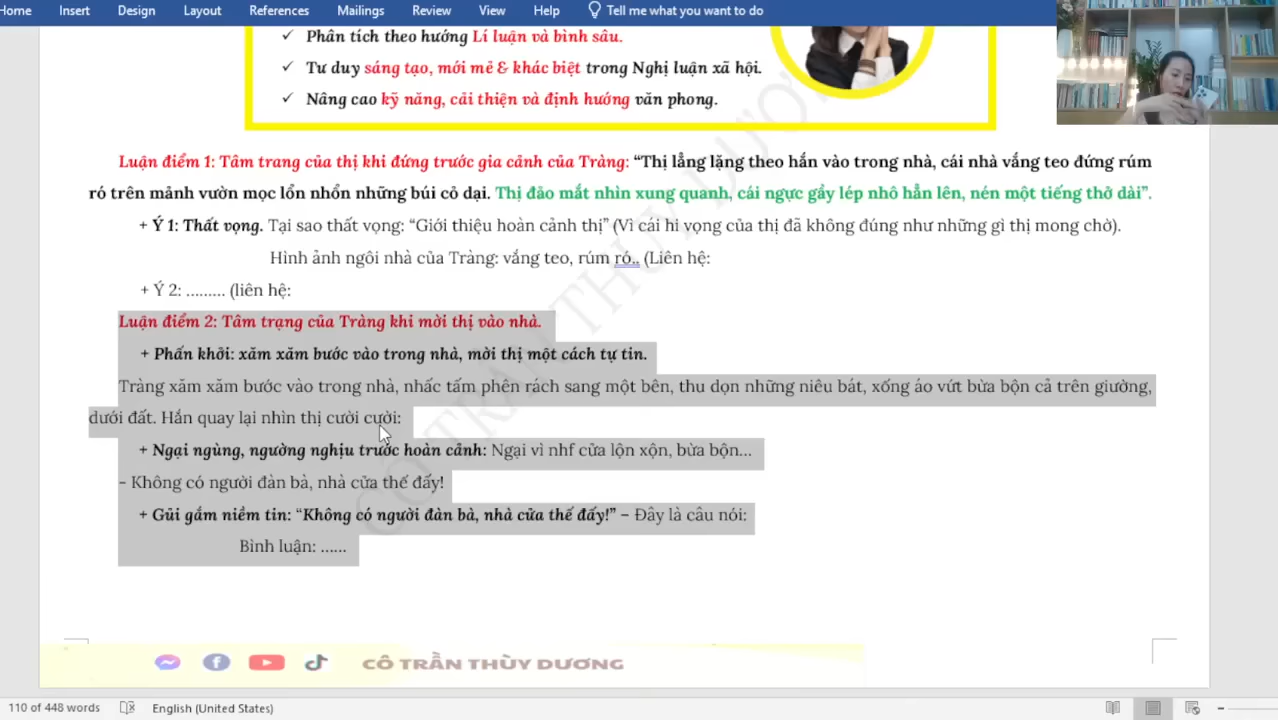 Home Insert Design Layout References Mailings Review View Help Tell me what you want to do
✓ Phân tích theo hướng Lí luận và bình sâu.
✓ Tư duy sáng tạo, mới mẻ & khác biệt trong Nghị luận xã hội.
✓ Nâng cao kỹ năng, cải thiện và định hướng văn phong.
Luận điểm 1: Tâm trang của thị khi đứng trước gia cảnh của Tràng: “Thị lẳng lặng theo hắn vào trong nhà, cái nhà vắng teo đứng rúm
ró trên mảnh vườn mọc lổn nhổn những búi cỏ dại. Thị đảo mắt nhìn xung quanh, cái ngực gầy lép nhô hẳn lên, nén một tiếng thở dài”.
+ Ý 1: Thất vọng. Tại sao thất vọng: “Giới thiệu hoàn cảnh thị” (Vì cái hi vọng của thị đã không đúng như những gì thị mong chờ).
Hình ảnh ngôi nhà của Tràng: vắng teo, rúm ró.. (Liên hệ:
+ Ý 2: ......... (liên hệ:
Luận điểm 2: Tâm trạng của Tràng khi mời thị vào nhà.
+ Phấn khởi: xăm xăm bước vào trong nhà, mời thị một cách tự tin.
Tràng xăm xăm bước vào trong nhà, nhấc tấm phên rách sang một bên, thu dọn những niêu bát, xống áo vứt bừa bộn cả trên giường,
dưới đất. Hắn quay lại nhìn thị cười cười:
+ Ngại ngùng, ngường nghịu trước hoàn cảnh: Ngại vì nhf cửa lộn xộn, bừa bộn...
- Không có người đàn bà, nhà cửa thế đấy!
+ Gửi gắm niềm tin: “Không có người đàn bà, nhà cửa thế đấy!” – Đây là câu nói:
Bình luận: ......
CÔ TRẦN THÙY DƯƠNG
CÔ TRẦN THÙY DƯƠNG
110 of 448 words English (United States)